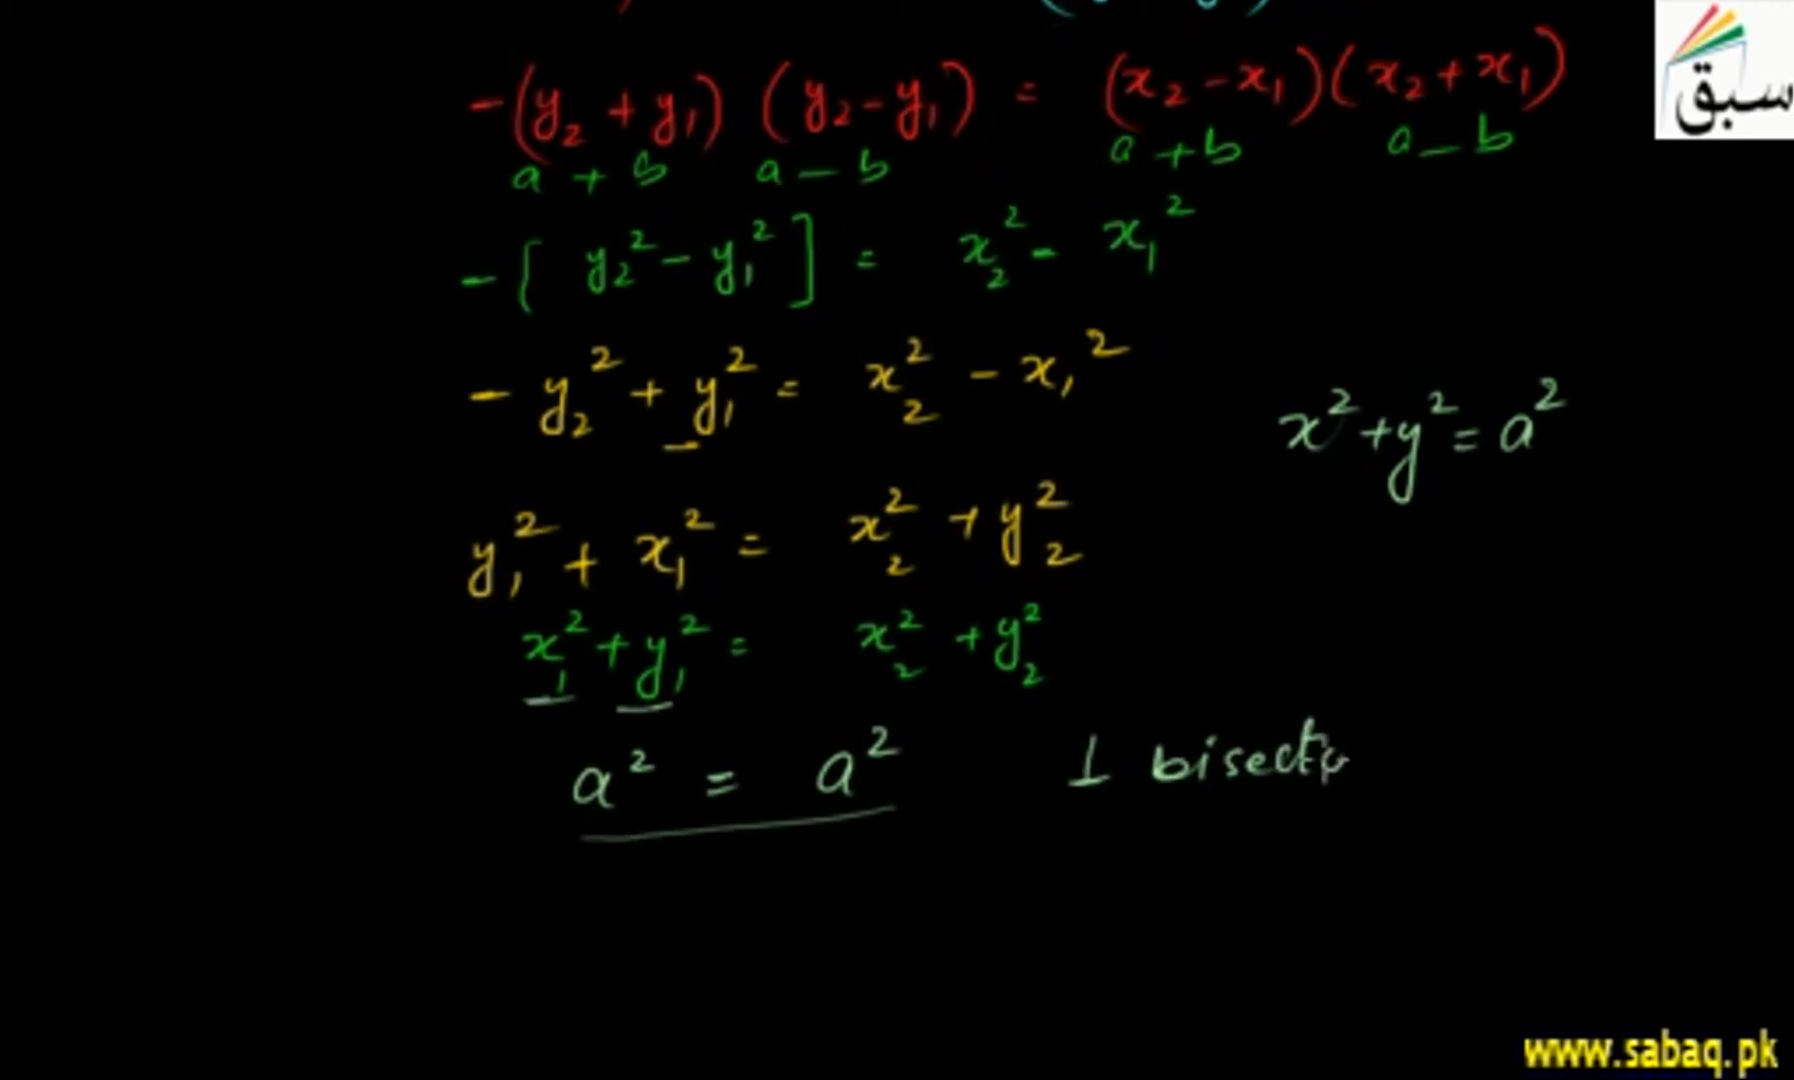 سبق
-(y₂ + y₁) (y₂ - y₁) = (x₂ - x₁)(x₂ + x₁)
a + b a - b a + b a - b
-[ y₂² - y₁² ] = x₂² - x₁²
- y₂² + y₁² = x₂² - x₁²
x² + y² = a²
y₁² + x₁² = x₂² + y₂²
x₁² + y₁² = x₂² + y₂²
a² = a² ⊥ bisecto
www.sabaq.pk